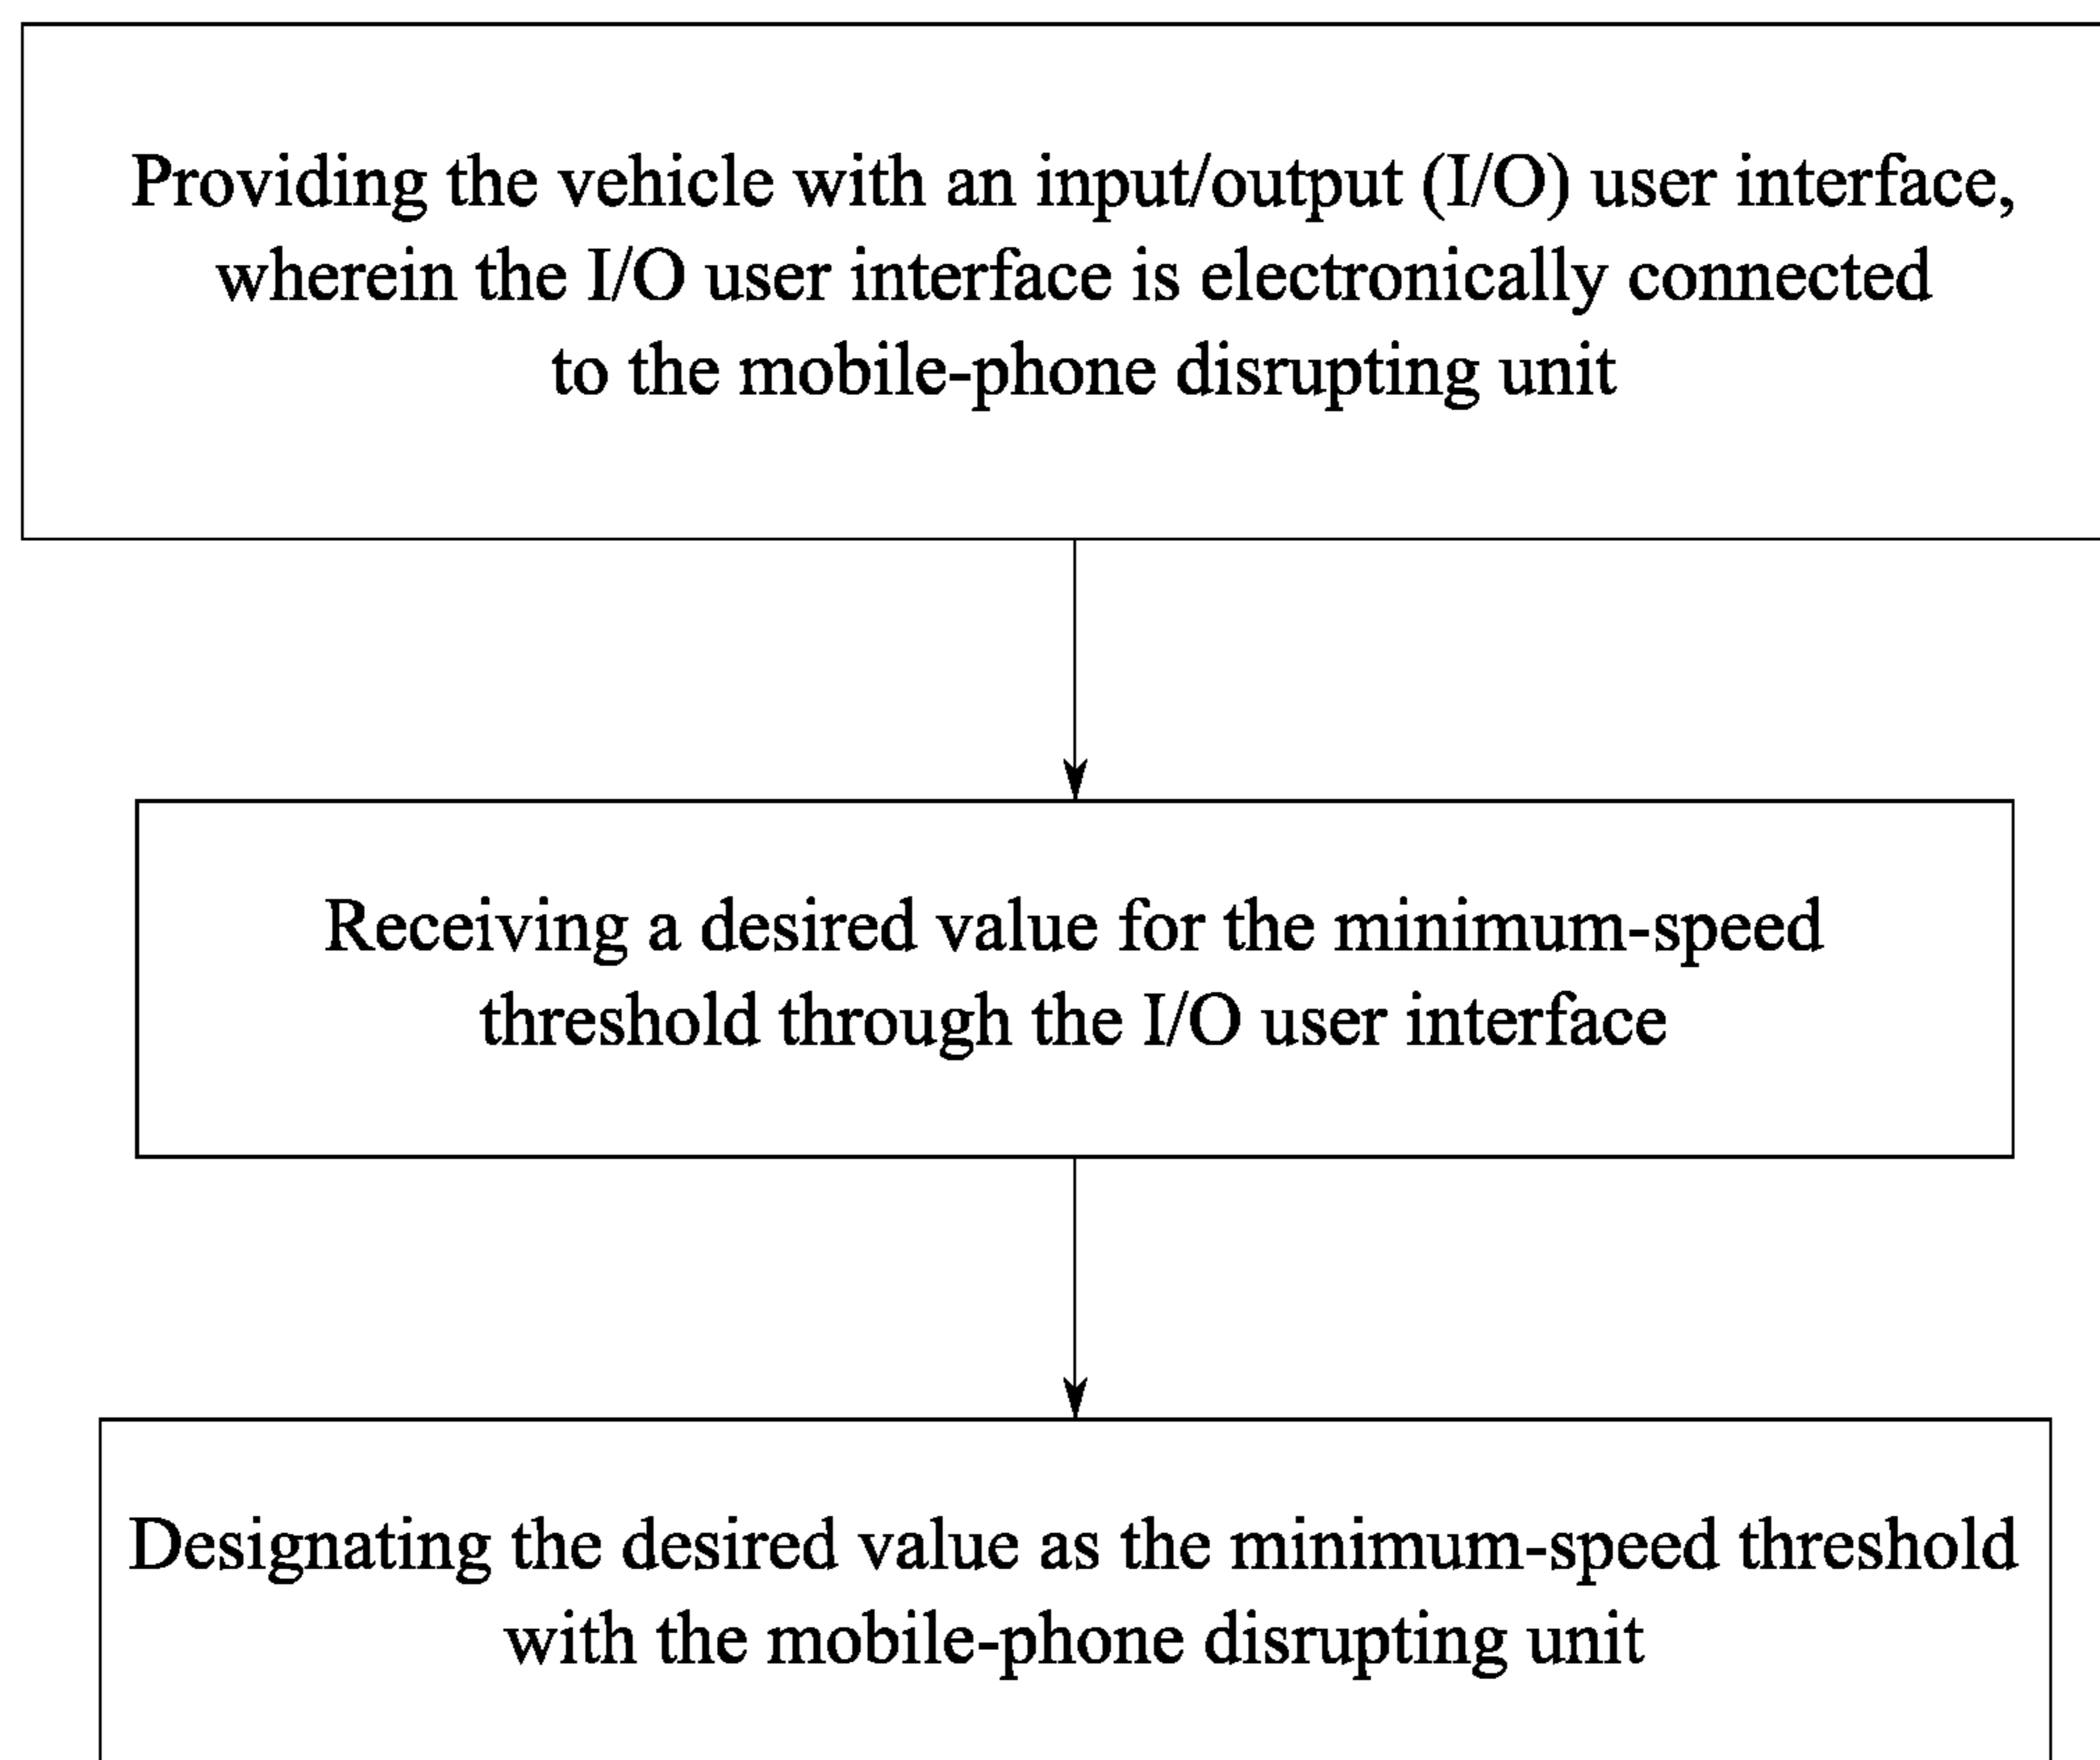 Providing the vehicle with an input/output (I/O) user interface,
wherein the I/O user interface is electronically connected
to the mobile-phone disrupting unit
Receiving a desired value for the minimum-speed
threshold through the I/O user interface
Designating the desired value as the minimum-speed threshold
with the mobile-phone disrupting unit